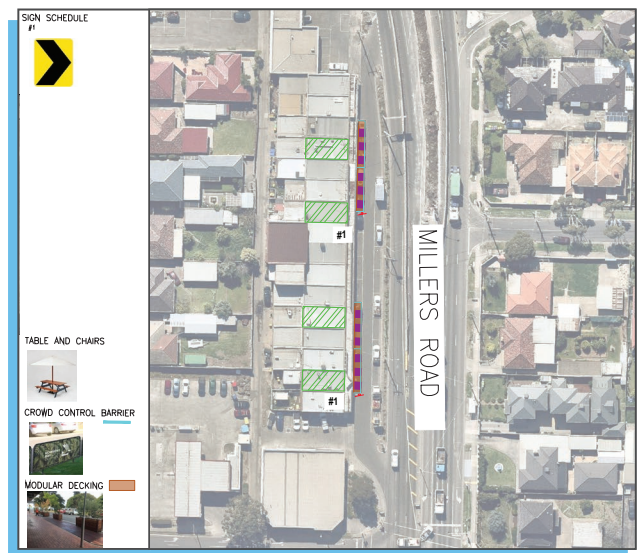 SIGN SCHEDULE
#1
TABLE AND CHAIRS
CROWD CONTROL BARRIER
MODULAR DECKING
#1
#1
MILLERS ROAD